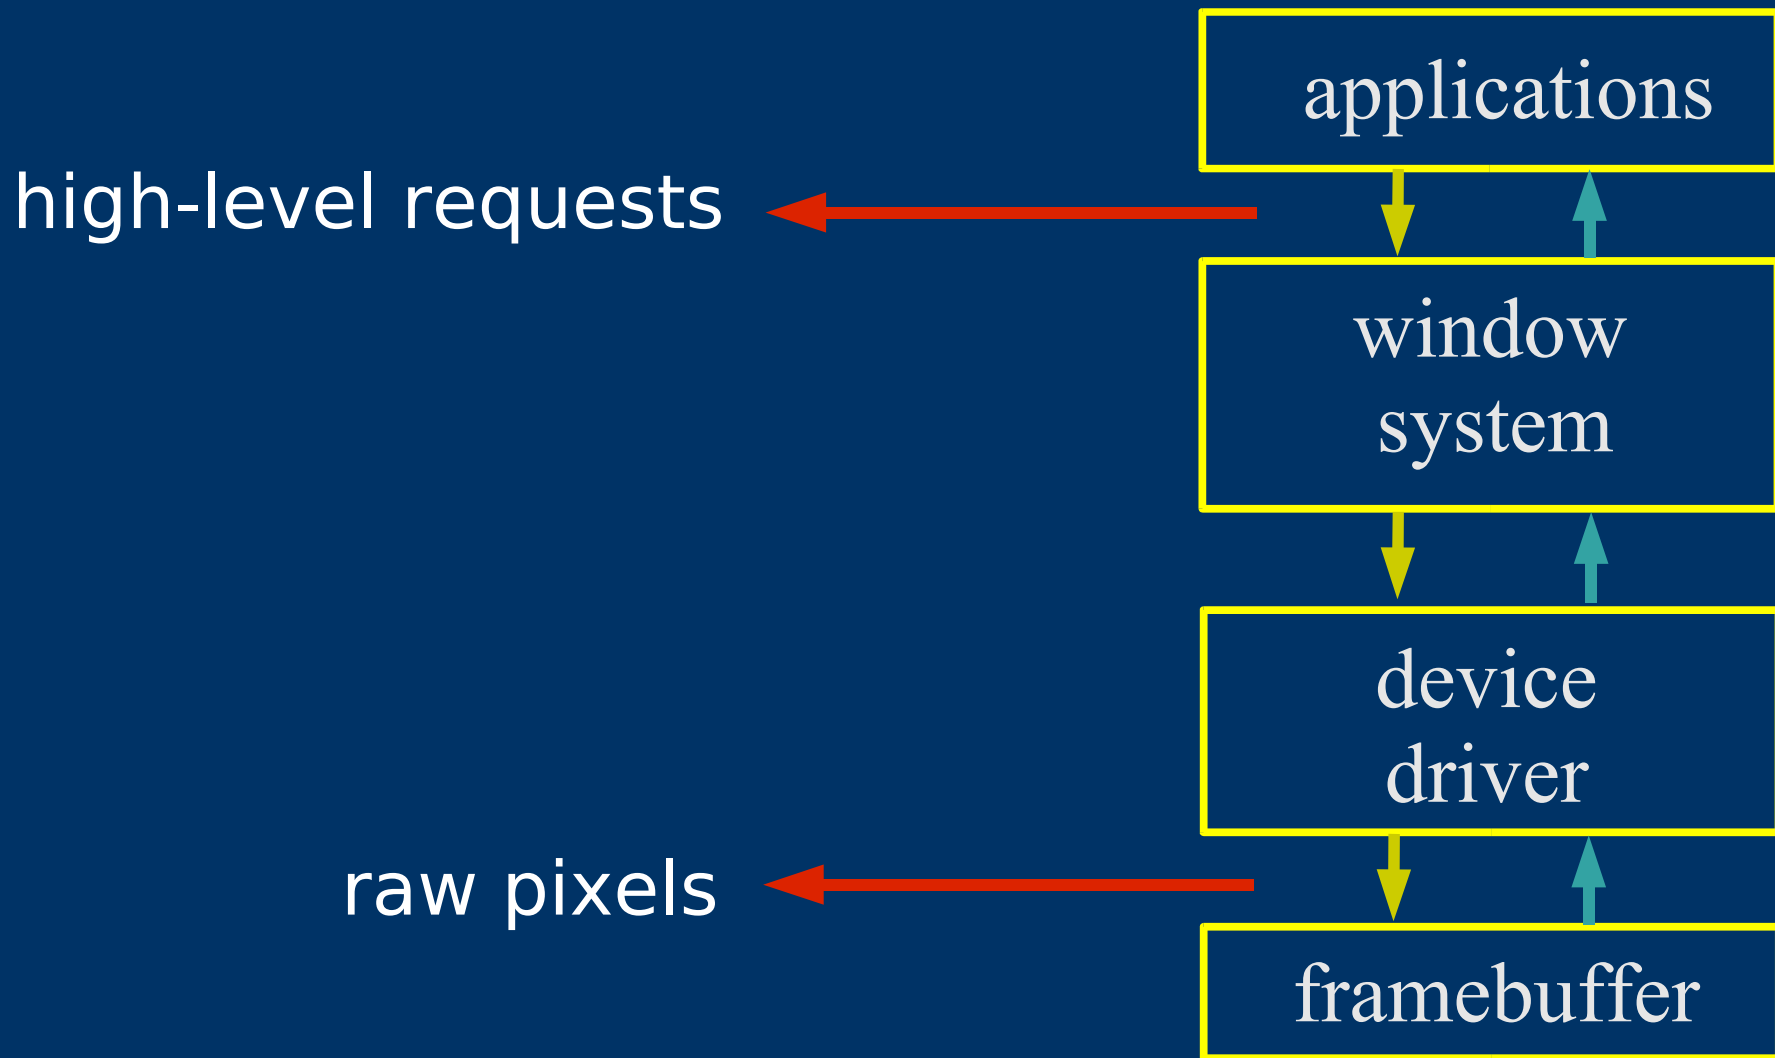 applications
high-level requests
window
system
device
driver
raw pixels
framebuffer